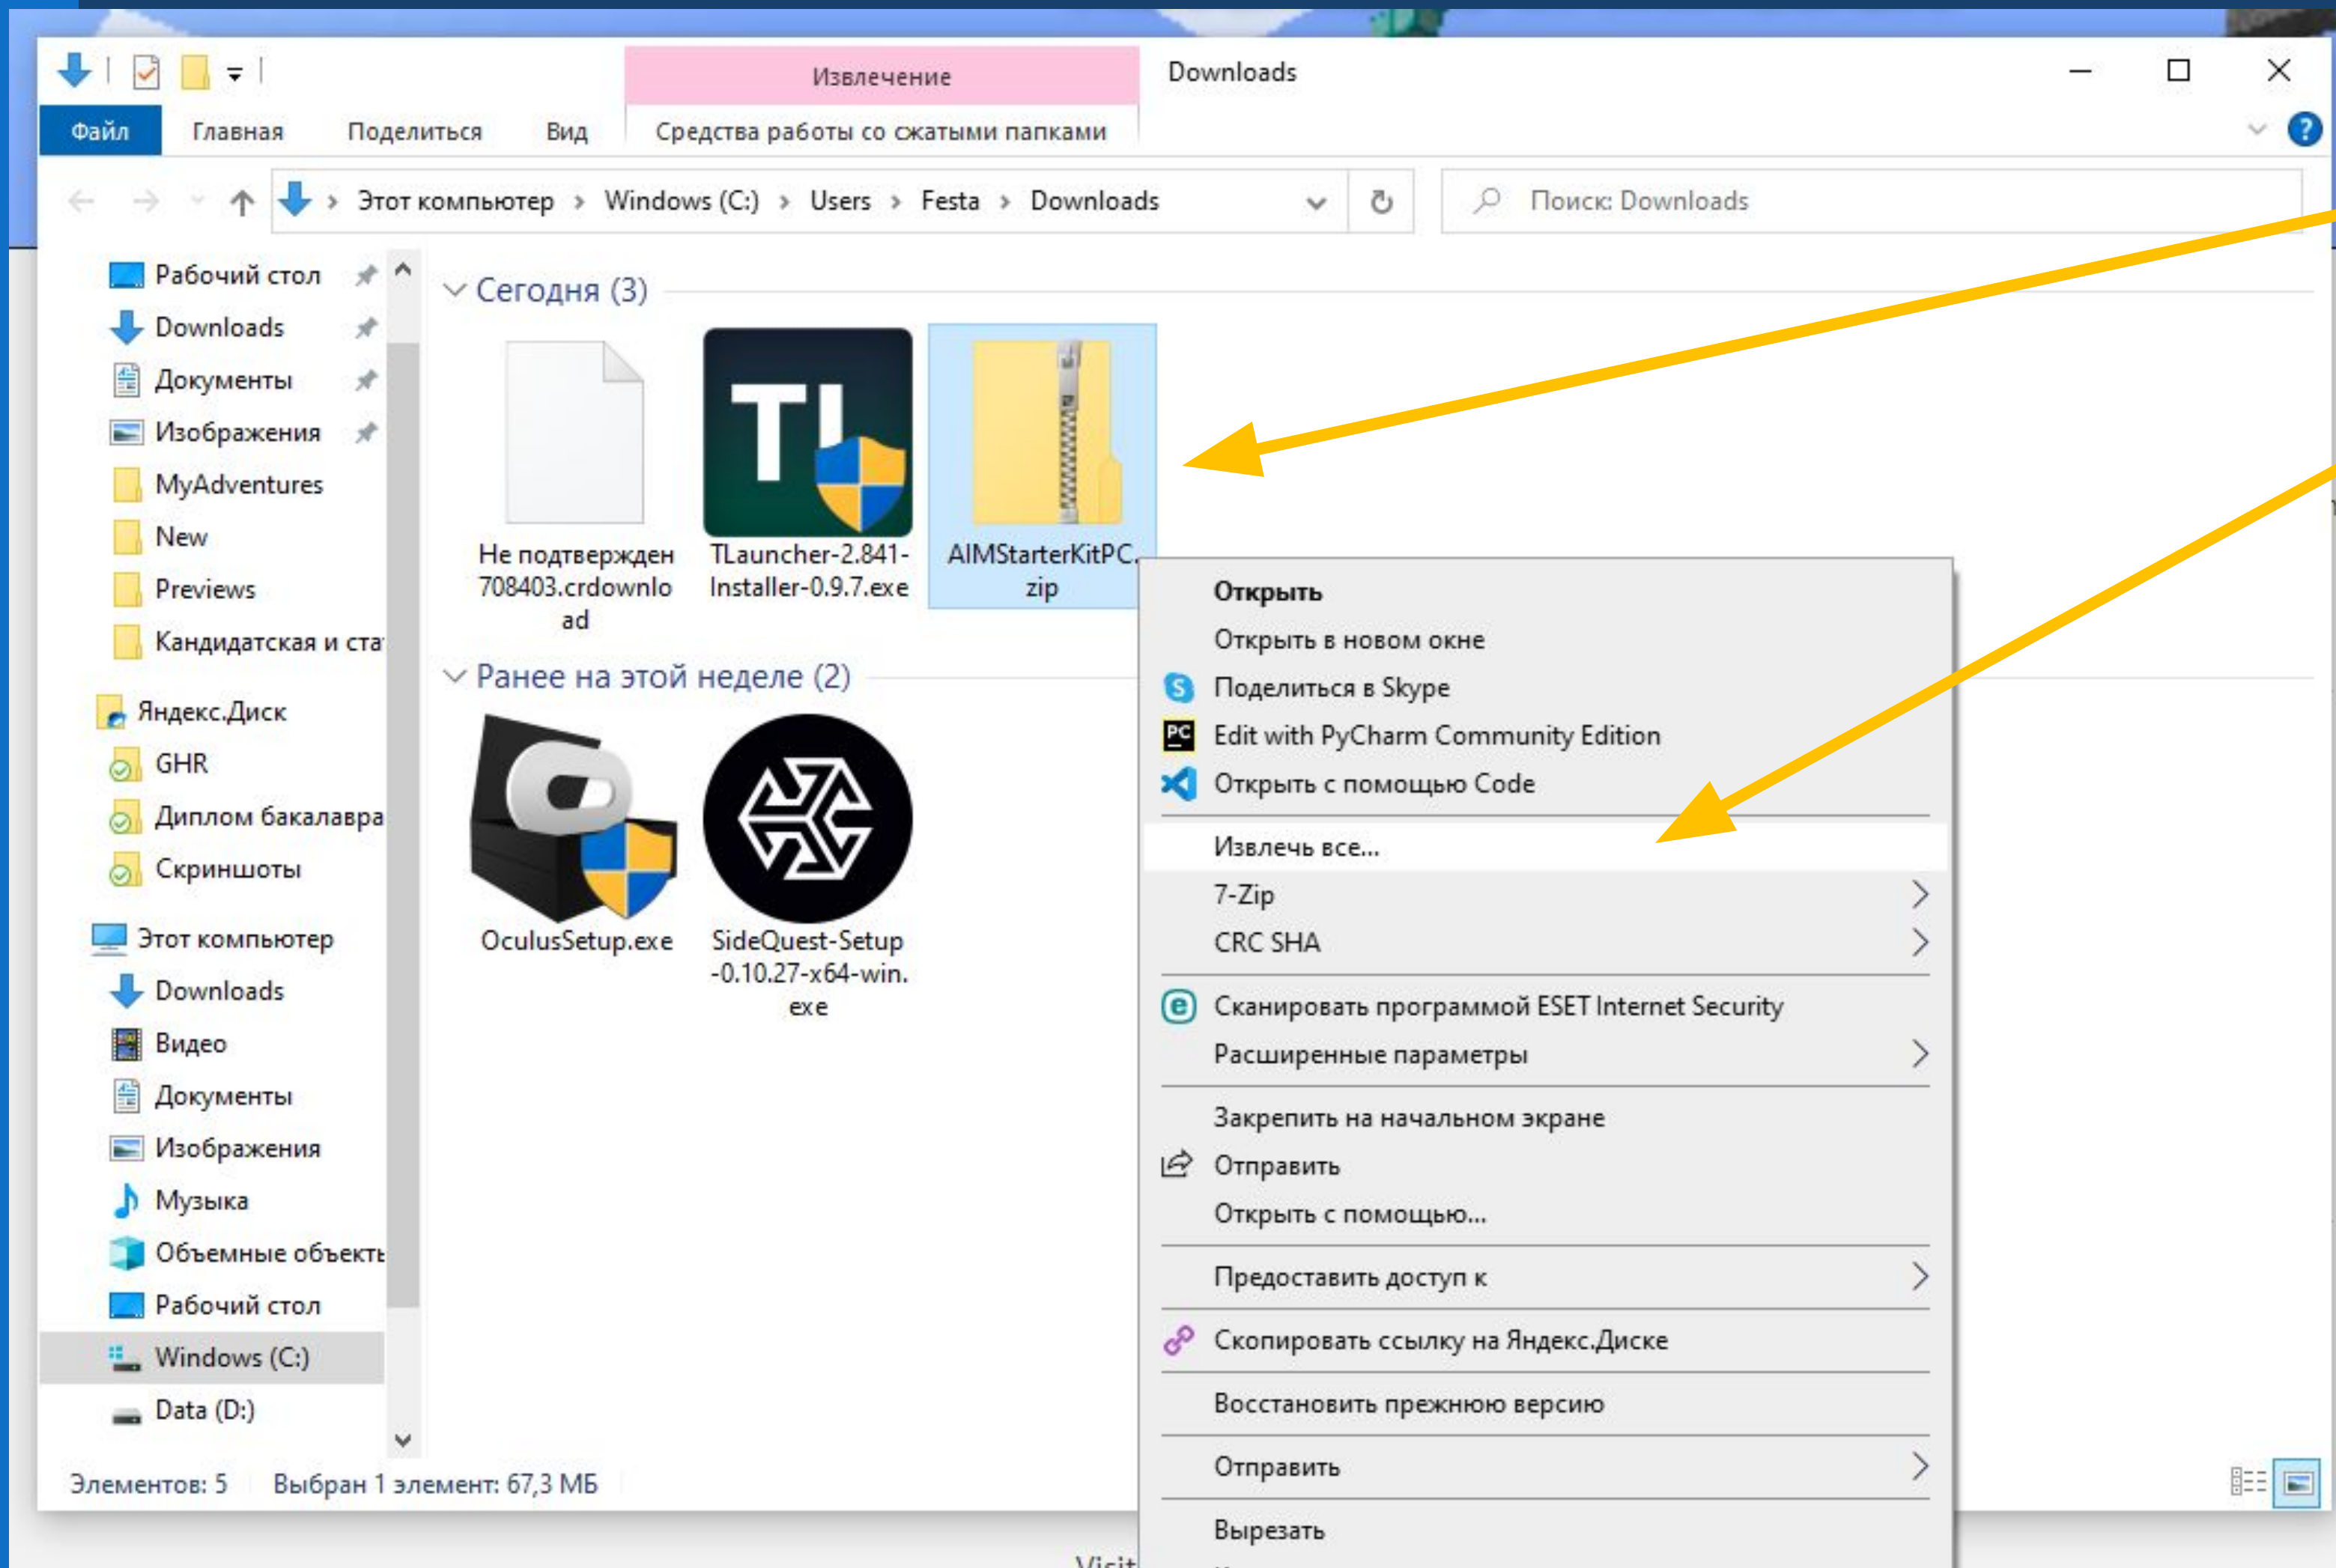 Извлечение
Downloads
Файл
Главная
Поделиться
Вид
Средства работы со сжатыми папками
Этот компьютер > Windows (C:) > Users > Festa > Downloads
Поиск: Downloads
Рабочий стол
Downloads
Документы
Изображения
MyAdventures
New
Previews
Кандидатская и ста
Яндекс.Диск
GHR
Диплом бакалавра
Скриншоты
Этот компьютер
Downloads
Видео
Документы
Изображения
Музыка
Объемные объекты
Рабочий стол
Windows (C:)
Data (D:)
Сегодня (3)
Не подтвержден
708403.crdownlo
ad
TL
TLauncher-2.841-
Installer-0.9.7.exe
AIMStarterKitPC.
zip
Ранее на этой неделе (2)
OculusSetup.exe
SideQuest-Setup
-0.10.27-x64-win.
exe
Открыть
Открыть в новом окне
Поделиться в Skype
PC Edit with PyCharm Community Edition
Открыть с помощью Code
Извлечь все...
7-Zip
CRC SHA
Сканировать программой ESET Internet Security
Расширенные параметры
Закрепить на начальном экране
Отправить
Открыть с помощью...
Предоставить доступ к
Скопировать ссылку на Яндекс.Диске
Восстановить прежнюю версию
Отправить
Вырезать
Элементов: 5
Выбран 1 элемент: 67,3 МБ
Visit